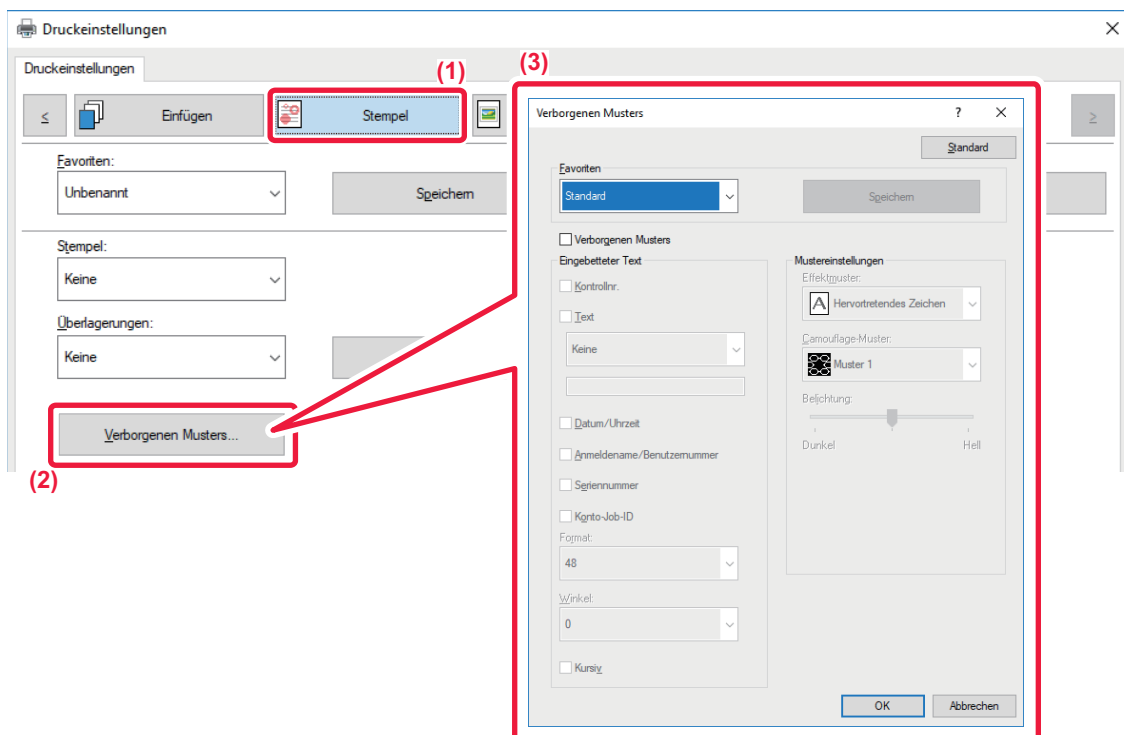 Druckeinstellungen
Druckeinstellungen
(1)
(3)
≤
Einfügen
Stempel
≥
Favoriten:
Unbenannt
Speichern
Stempel:
Keine
Überlagerungen:
Keine
Verborgenen Musters...
(2)
Verborgenen Musters
?
Standard
Favoriten
Standard
Speichern
Verborgenen Musters
Eingebetteter Text
Kontrollnr.
Text
Keine
Datum/Uhrzeit
Anmeldename/Benutzernummer
Seriennummer
Konto-Job-ID
Format:
48
Winkel:
0
Kursiv
Mustereinstellungen
Effektmuster:
A Hervortretendes Zeichen
Camouflage-Muster:
Muster 1
Belichtung:
Dunkel Hell
OK Abbrechen